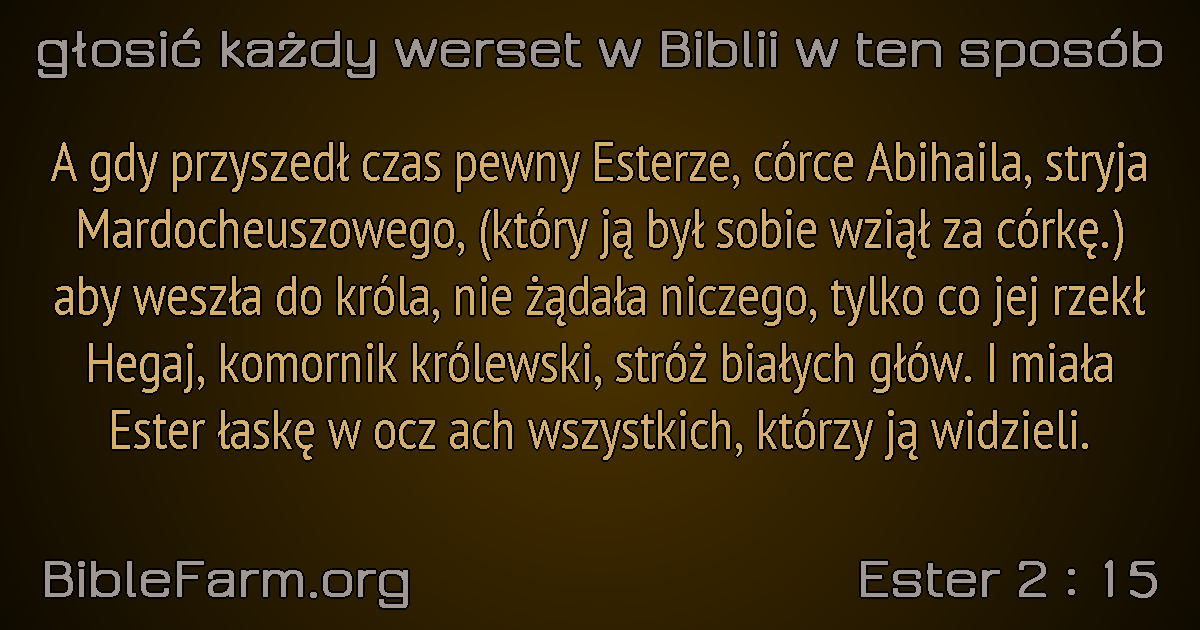 głosić każdy werset w Biblii w ten sposób
A gdy przyszedł czas pewny Esterze, córce Abihaila, stryja
Mardocheuszowego, (który ją był sobie wziął za córkę.)
aby weszła do króla, nie żądała niczego, tylko co jej rzekł
Hegaj, komornik królewski, stróż białych głów. I miała
Ester łaskę w ocz ach wszystkich, którzy ją widzieli.
BibleFarm.org
Ester 2 : 15